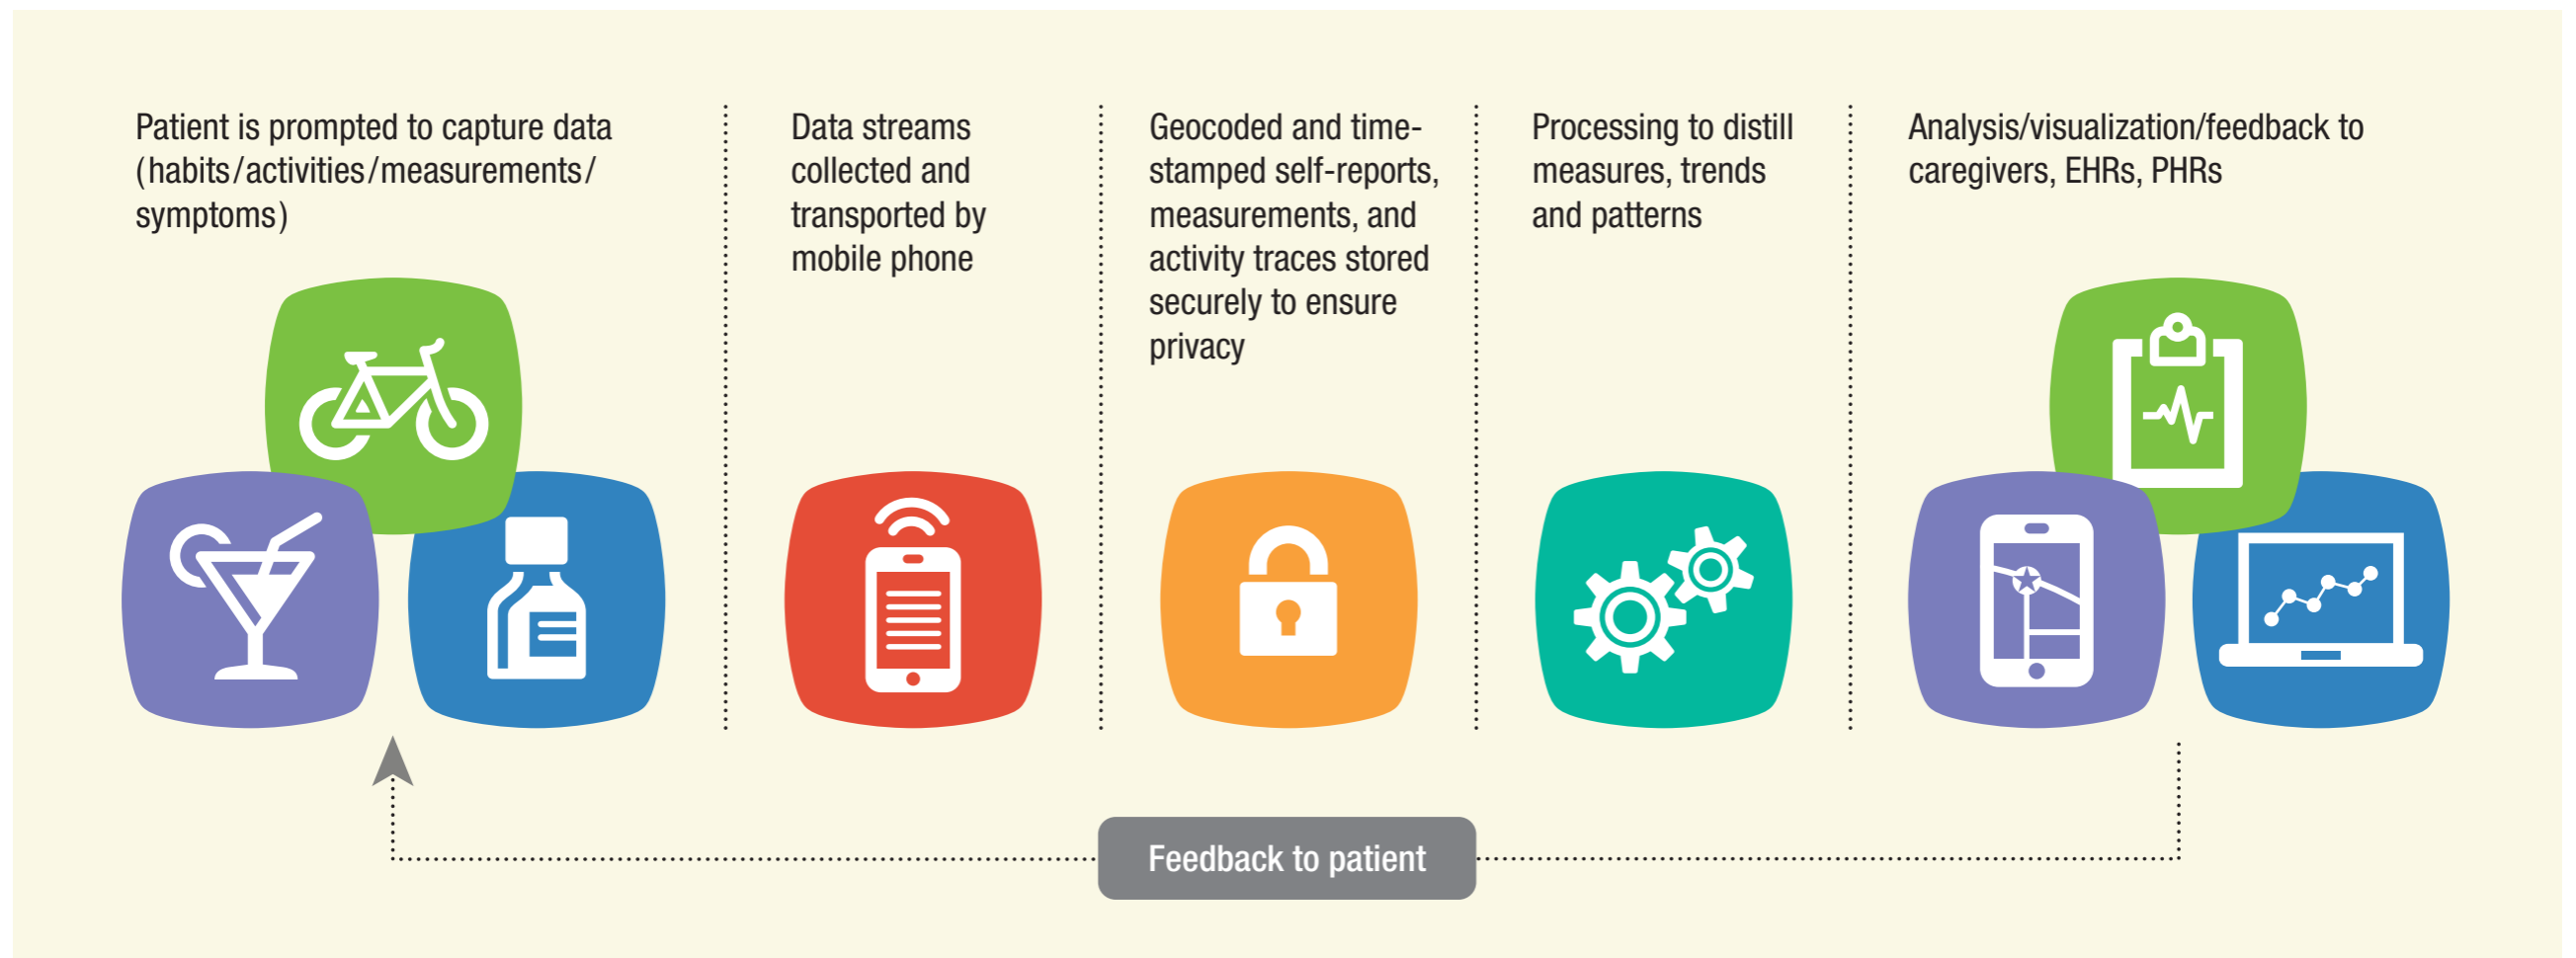 Patient is prompted to capture data
(habits/activities/measurements/
symptoms)
Data streams
collected and
transported by
mobile phone
Geocoded and time-
stamped self-reports,
measurements, and
activity traces stored
securely to ensure
privacy
Processing to distill
measures, trends
and patterns
Analysis/visualization/feedback to
caregivers, EHRs, PHRs
Feedback to patient